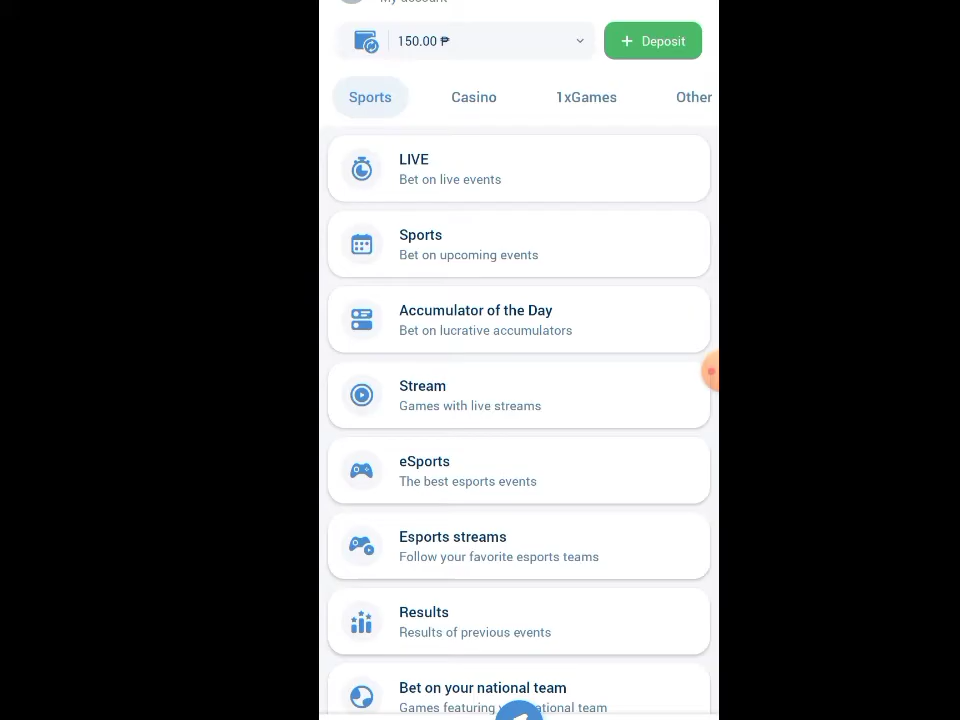 My account
150.00 ₱
+ Deposit
Sports
Casino
1xGames
Other
LIVE
Bet on live events
Sports
Bet on upcoming events
Accumulator of the Day
Bet on lucrative accumulators
Stream
Games with live streams
eSports
The best esports events
Esports streams
Follow your favorite esports teams
Results
Results of previous events
Bet on your national team
Games featuring national team